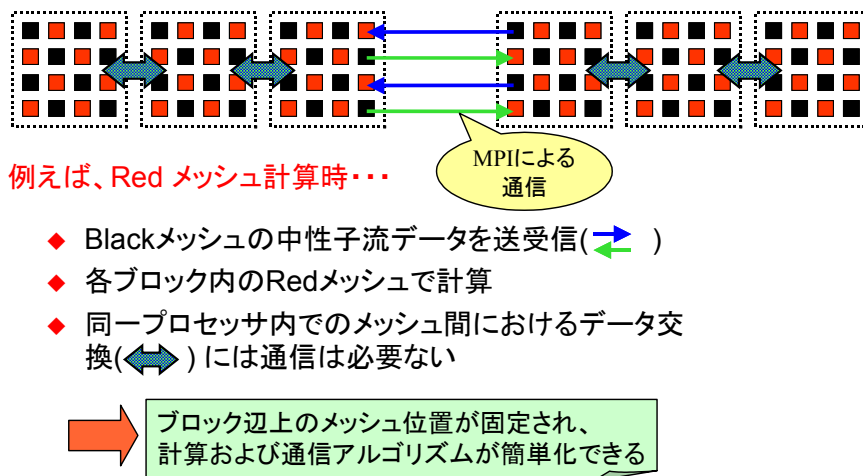 MPIによる
通信
例えば、Red メッシュ計算時・・・
Blackメッシュの中性子流データを送受信( )
各ブロック内のRedメッシュで計算
同一プロセッサ内でのメッシュ間におけるデータ交
換( ) には通信は必要ない
ブロック辺上のメッシュ位置が固定され、
計算および通信アルゴリズムが簡単化できる